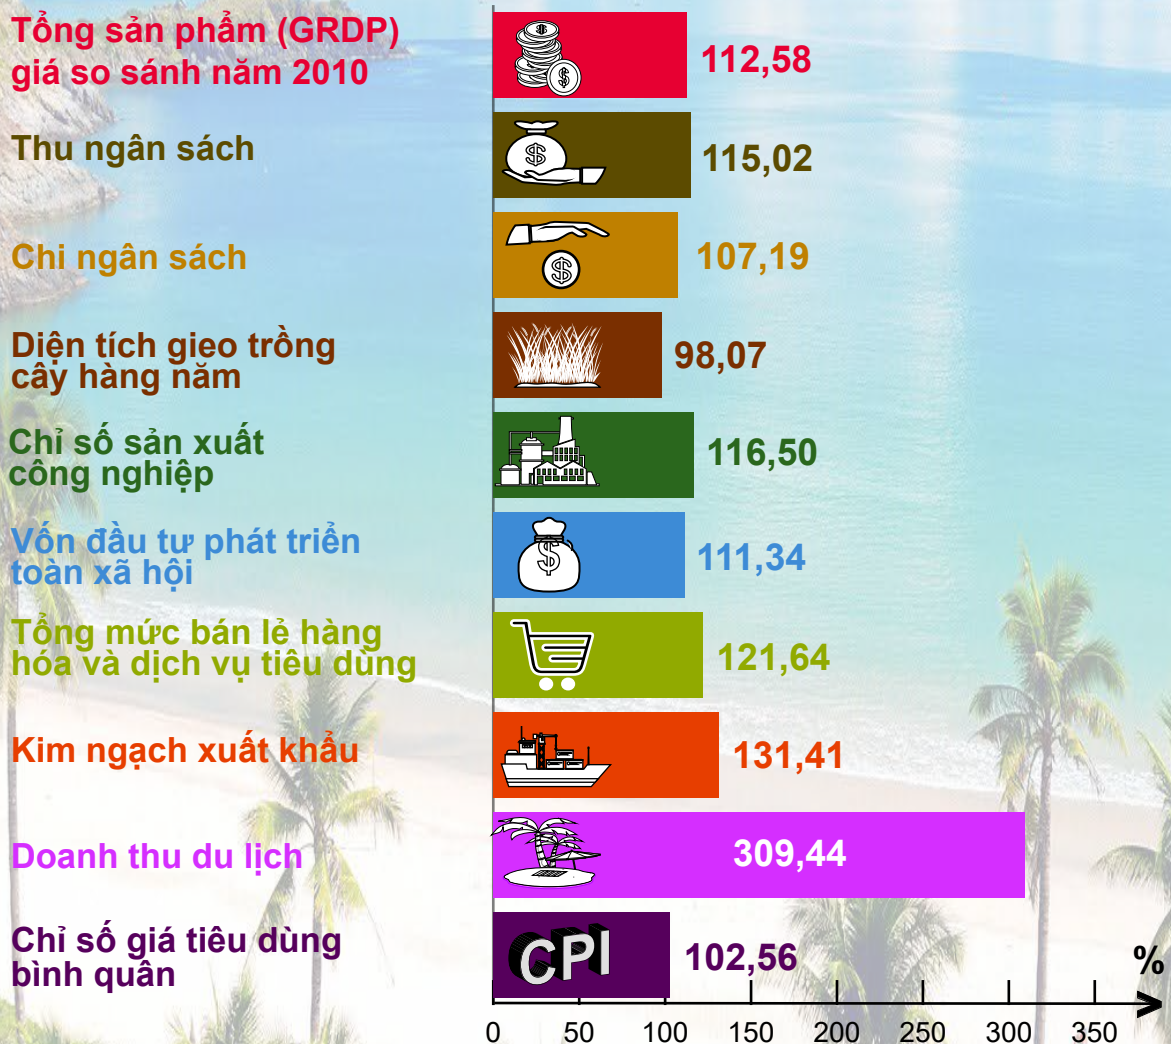 Tổng sản phẩm (GRDP)
giá so sánh năm 2010
112,58
Thu ngân sách
115,02
Chi ngân sách
107,19
Diện tích gieo trồng
cây hàng năm
98,07
Chỉ số sản xuất
công nghiệp
116,50
Vốn đầu tư phát triển
toàn xã hội
111,34
Tổng mức bán lẻ hàng
hóa và dịch vụ tiêu dùng
121,64
Kim ngạch xuất khẩu
131,41
Doanh thu du lịch
309,44
Chỉ số giá tiêu dùng
bình quân
CPI
102,56
%
0 50 100 150 200 250 300 350